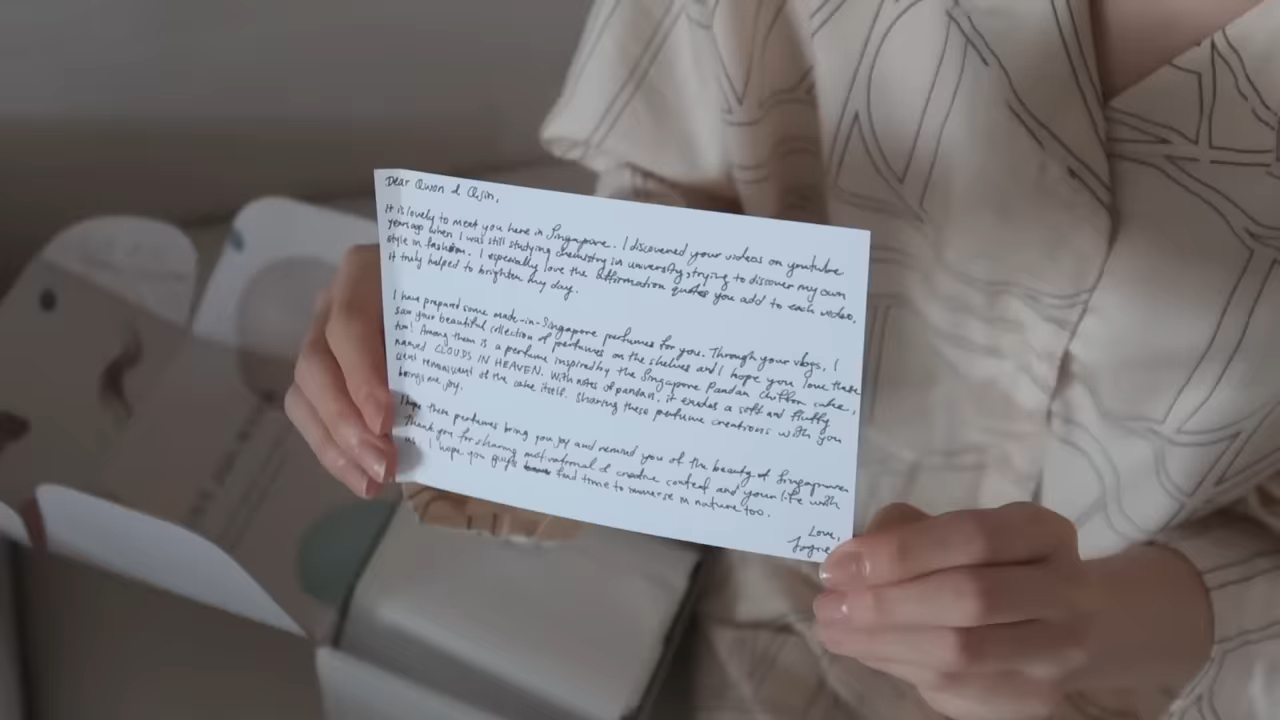 Dear Qwon &
It is lovely to meet you here in Singapore. I discovered your videos on youtube
years ago when I was still studying chemistry in university, trying to discover my own
style in fashion. I especially love the affirmation quotes you add to each video,
it truly helped to brighten my day.
I have prepared some made-in-Singapore perfumes for you. Through your vlogs, I
saw your beautiful collection of perfumes on the shelves and I hope you love these
too! Among them is a perfume inspired by the Singapore Pandan chiffon cake,
named CLOUDS IN HEAVEN. With notes of pandan, it exudes a soft and fluffy
scent reminiscent of the cake itself. Sharing these perfume creations with you
brings me joy.
I hope these perfumes bring you joy and remind you of the beauty of Singapore
Thank you for sharing motivational & creative content and your life with
us. I hope you guys find time to immerse in nature too.
Love,